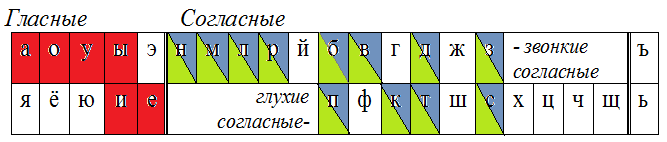 Гласные Согласные
а о у ы э н м л р й б в г д ж з - звонкие согласные ъ
я ё ю и е глухие согласные- п ф к т ш с х ц ч щ ь